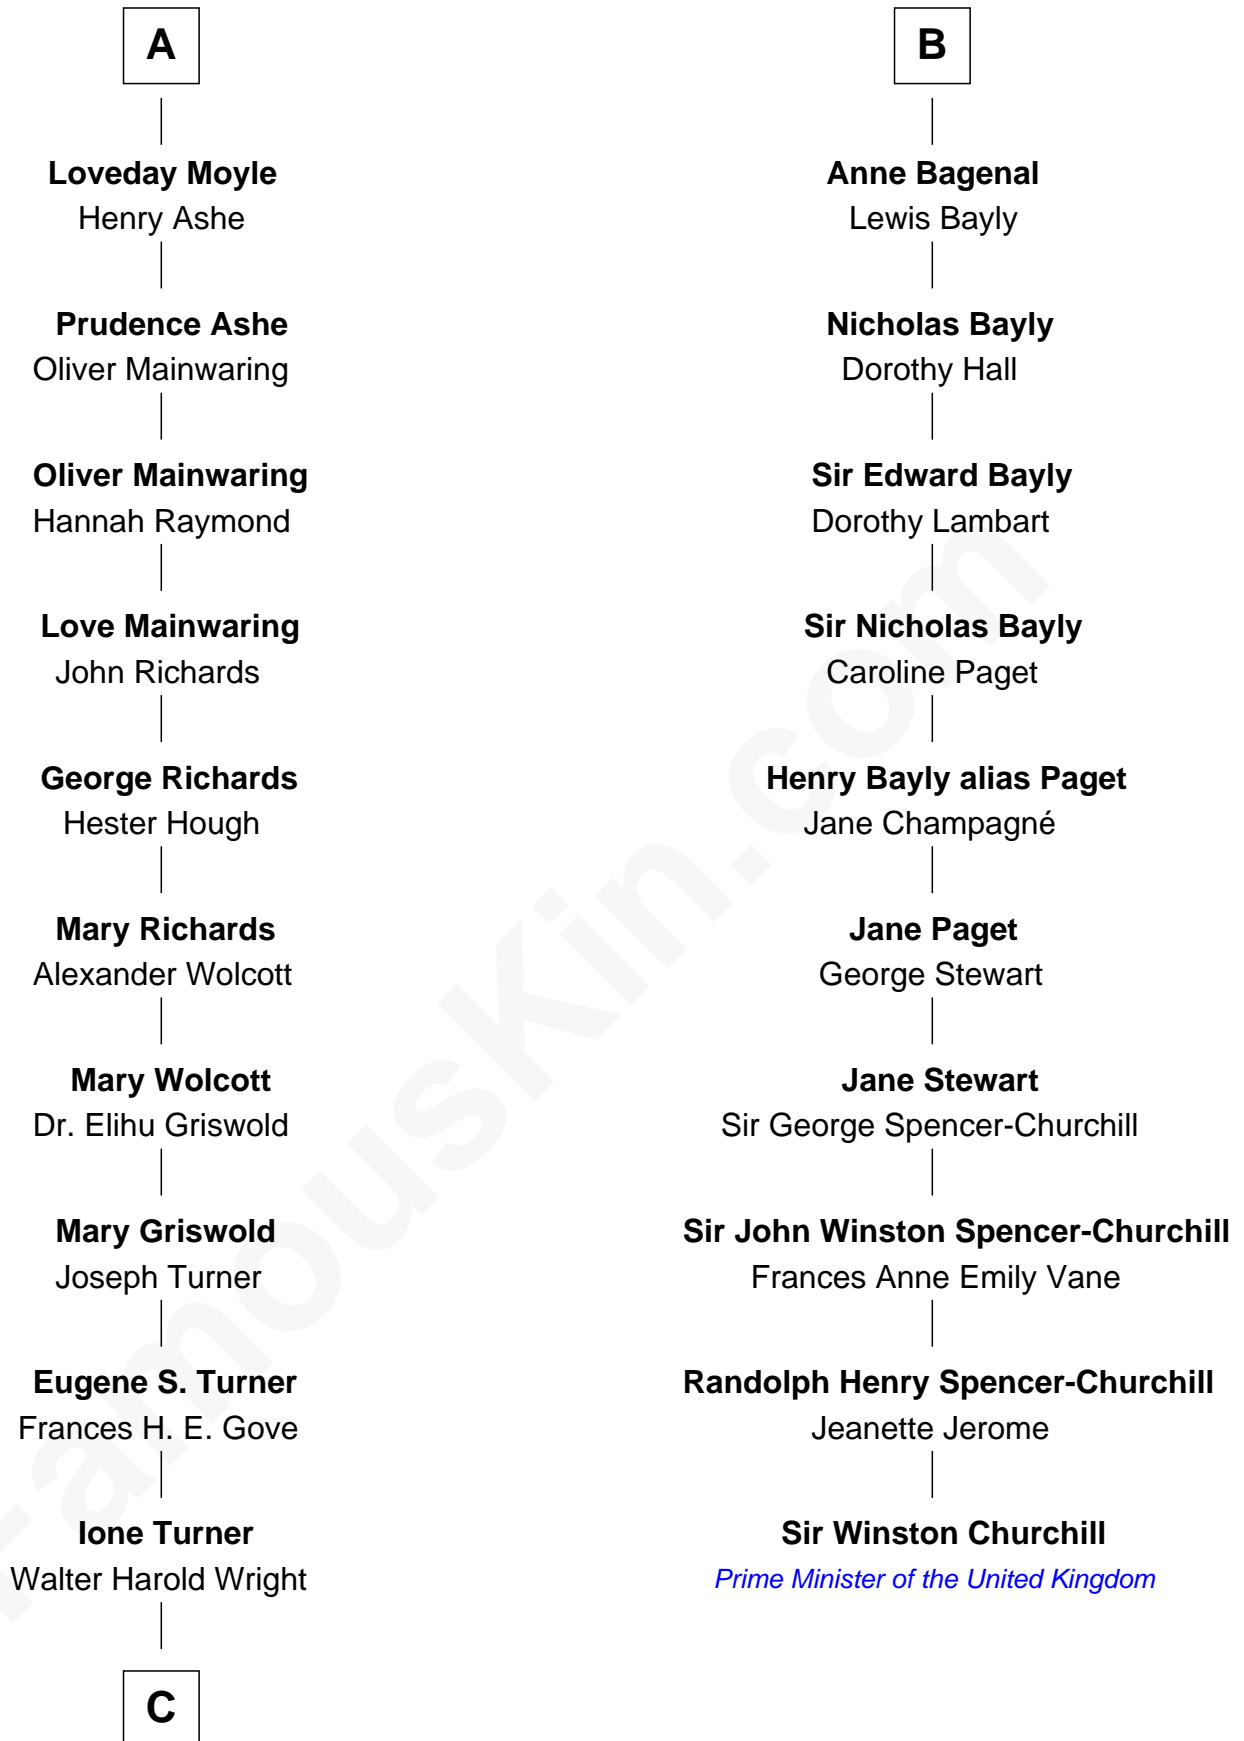 A
Loveday Moyle
Henry Ashe
Prudence Ashe
Oliver Mainwaring
Oliver Mainwaring
Hannah Raymond
Love Mainwaring
John Richards
George Richards
Hester Hough
Mary Richards
Alexander Wolcott
Mary Wolcott
Dr. Elihu Griswold
Mary Griswold
Joseph Turner
Eugene S. Turner
Frances H. E. Gove
Ione Turner
Walter Harold Wright
C
B
Anne Bagenal
Lewis Bayly
Nicholas Bayly
Dorothy Hall
Sir Edward Bayly
Dorothy Lambart
Sir Nicholas Bayly
Caroline Paget
Henry Bayly alias Paget
Jane Champagné
Jane Paget
George Stewart
Jane Stewart
Sir George Spencer-Churchill
Sir John Winston Spencer-Churchill
Frances Anne Emily Vane
Randolph Henry Spencer-Churchill
Jeanette Jerome
Sir Winston Churchill
Prime Minister of the United Kingdom
FamousKin.com